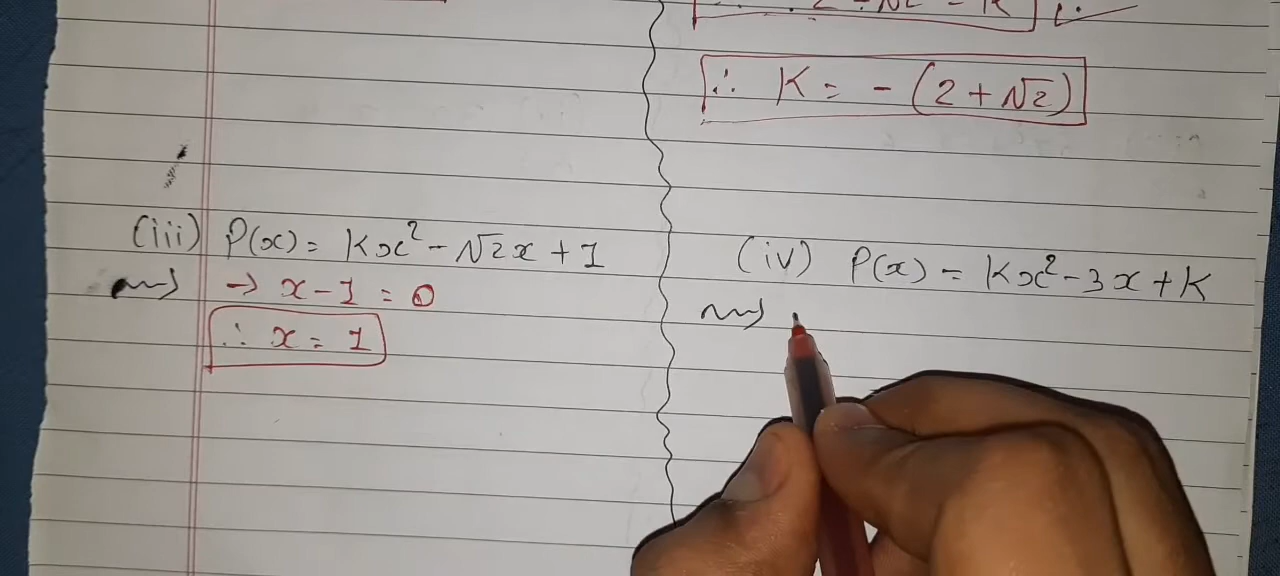 ∴ K = - (2 + √2)
(iii) P(x) = Kx² - √2x + 1
→ x - 1 = 0
∴ x = 1
(iv) P(x) = Kx² - 3x + K